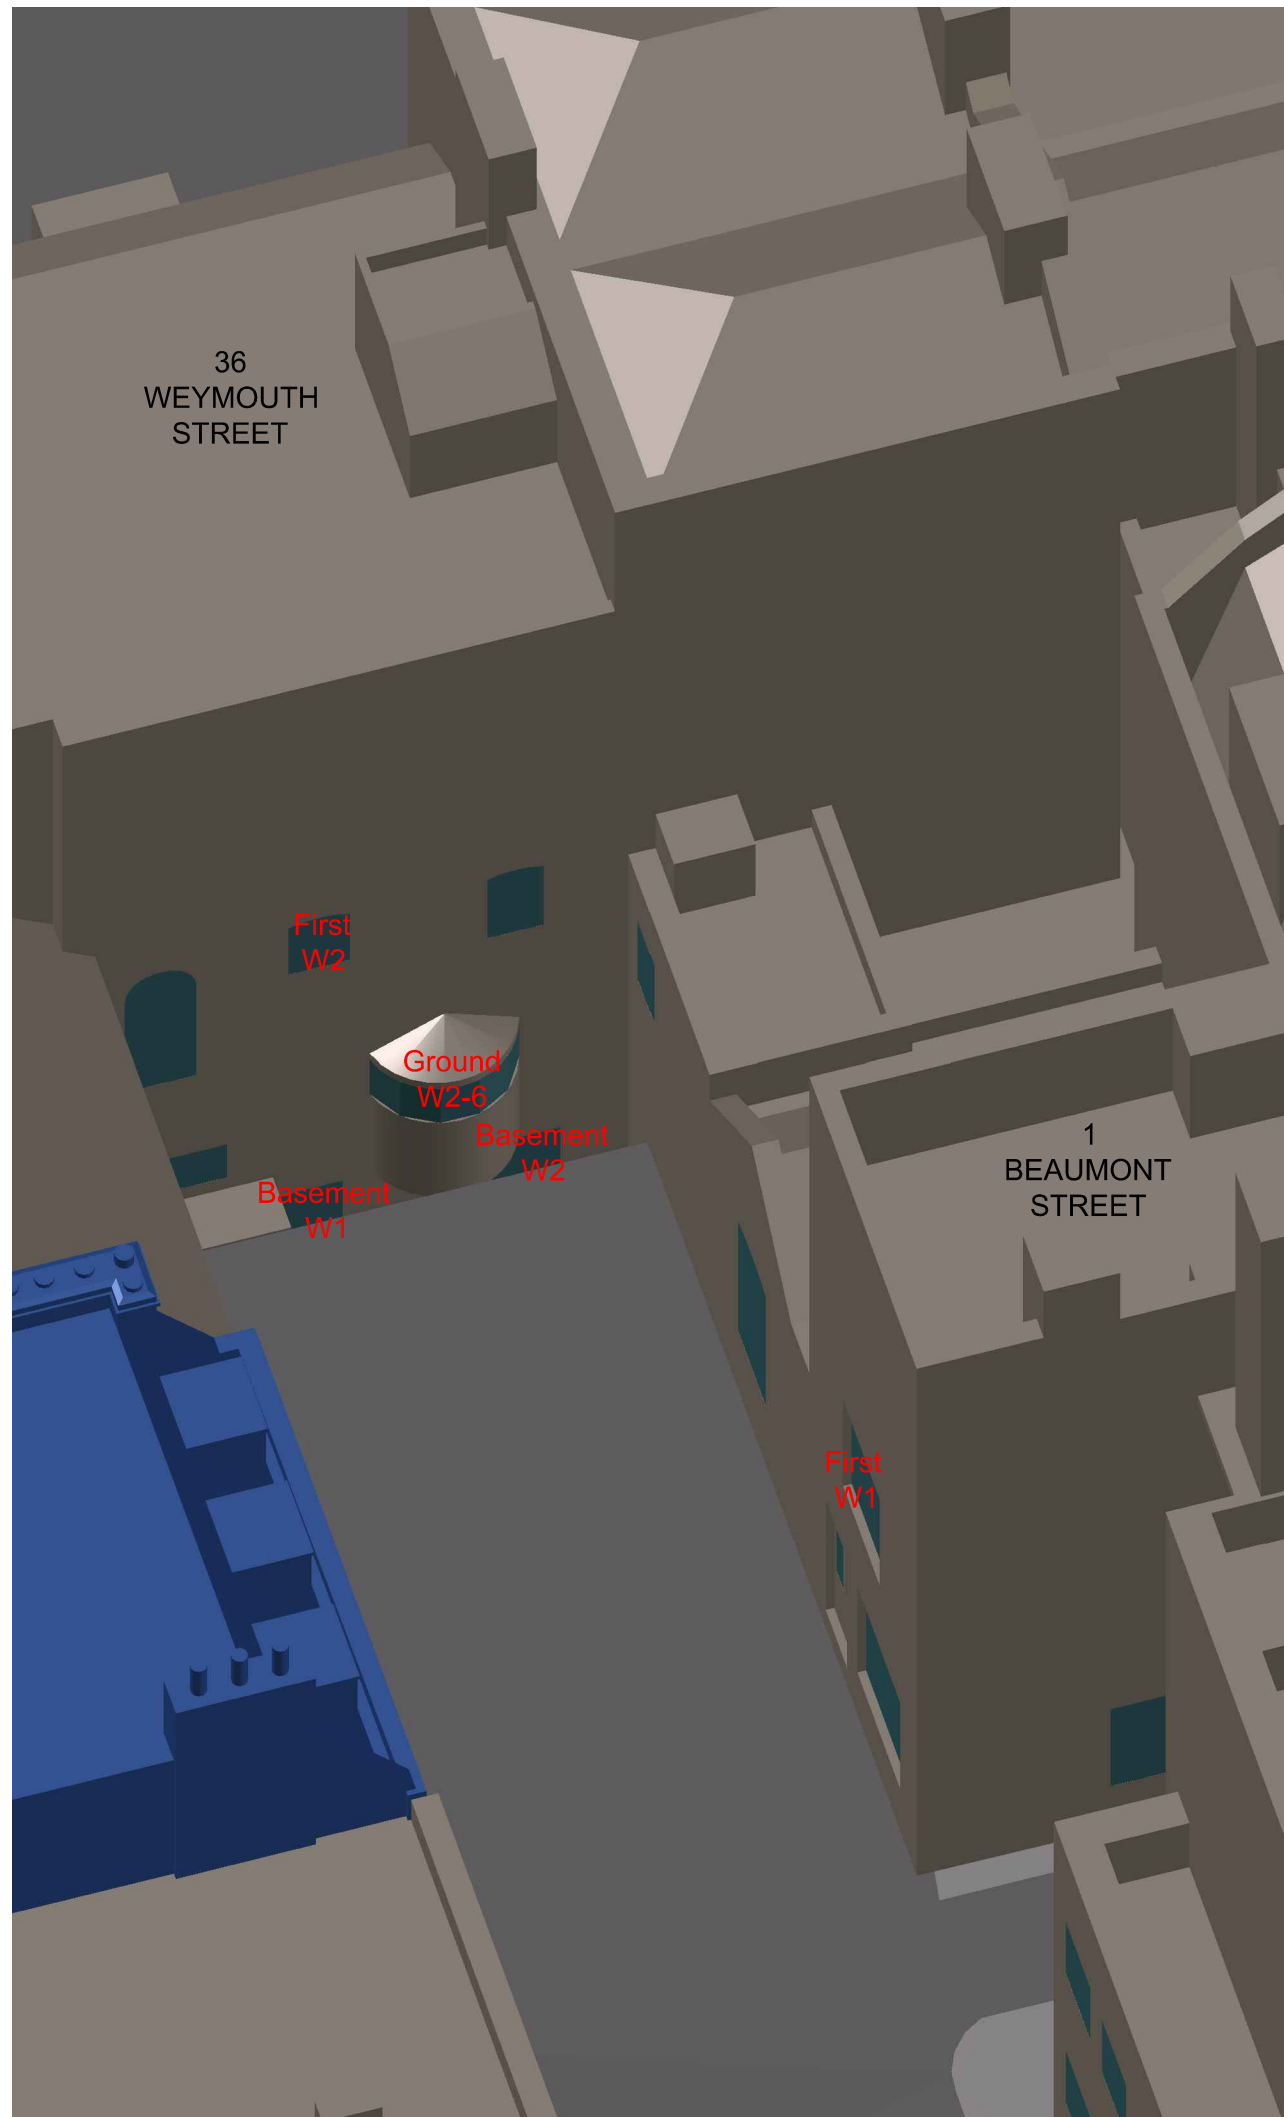 36
WEYMOUTH
STREET
First
W2
Ground
W2-6
Basement
W2
1
BEAUMONT
STREET
Basement
W1
First
W1